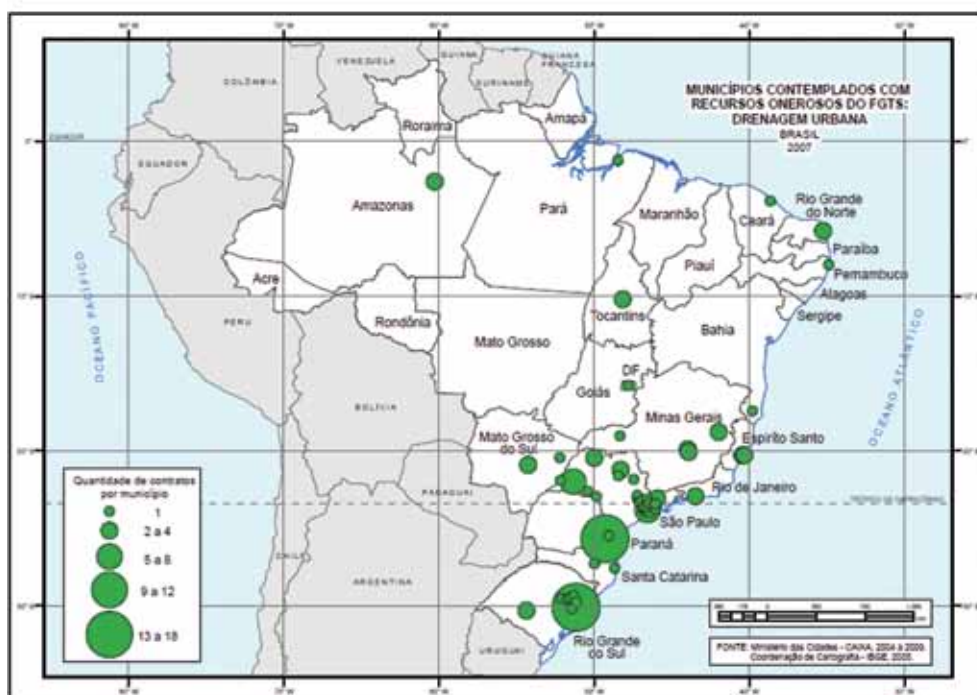 MUNICÍPIOS CONTEMPLADOS COM
RECURSOS ONEROSOS DO FGTS:
DRENAGEM URBANA
BRASIL
2007
VENEZUELA
GUIANA
GUIANA
FRANCESA
SURINAME
COLÔMBIA
EQUADOR
Roraima
Amapá
Amazonas
Pará
Maranhão
Ceará
Rio Grande
do Norte
Paraíba
Pernambuco
Alagoas
Sergipe
Piauí
Acre
Rondônia
Tocantins
Bahia
Mato Grosso
PERU
OCEANO PACÍFICO
OCEANO ATLÂNTICO
DF
Goiás
BOLÍVIA
Minas Gerais
Mato Grosso
do Sul
Espírito Santo
Rio de Janeiro
São Paulo
Paraná
Santa Catarina
Rio Grande
do Sul
PARAGUAI
CHILE
ARGENTINA
URUGUAI
Quantidade de contratos
por município
1
2 a 4
5 a 8
9 a 12
13 a 18
FONTE: Ministério das Cidades - CAIXA, 2004 a 2009.
Coordenação de Cartografia - IBGE, 2005.